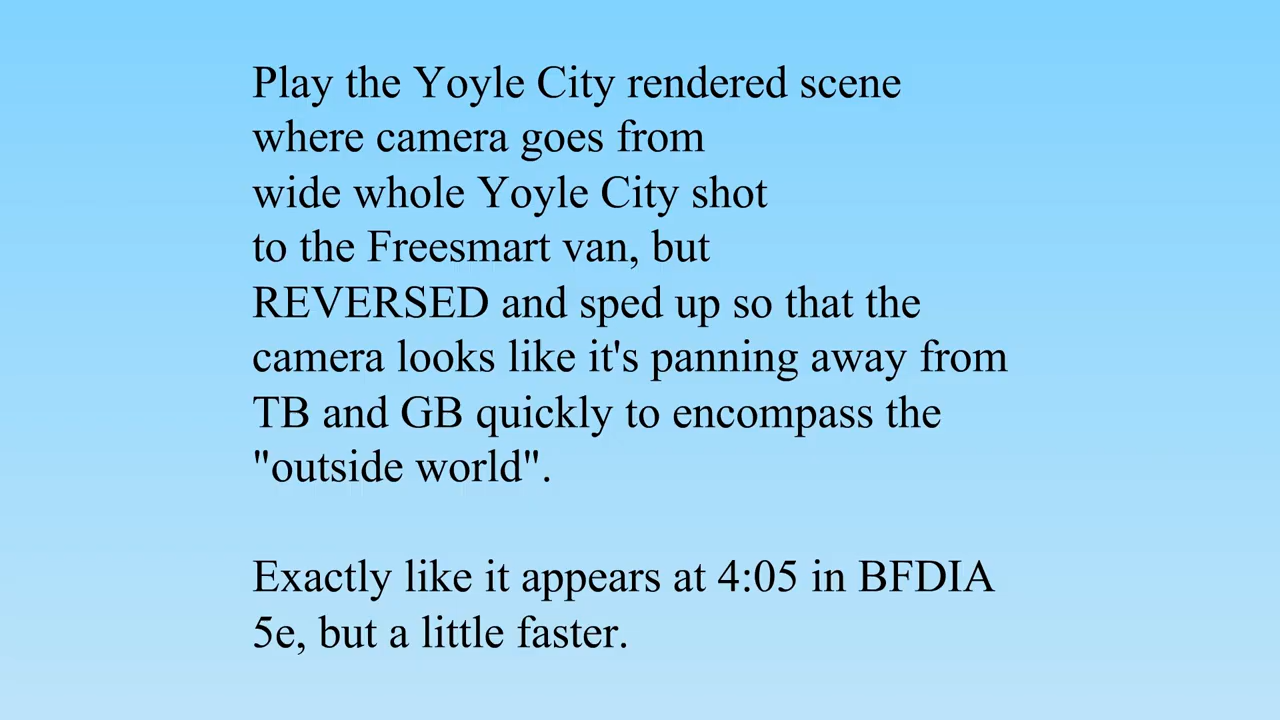 Play the Yoyle City rendered scene
where camera goes from
wide whole Yoyle City shot
to the Freesmart van, but
REVERSED and sped up so that the
camera looks like it's panning away from
TB and GB quickly to encompass the
"outside world".
Exactly like it appears at 4:05 in BFDIA
5e, but a little faster.